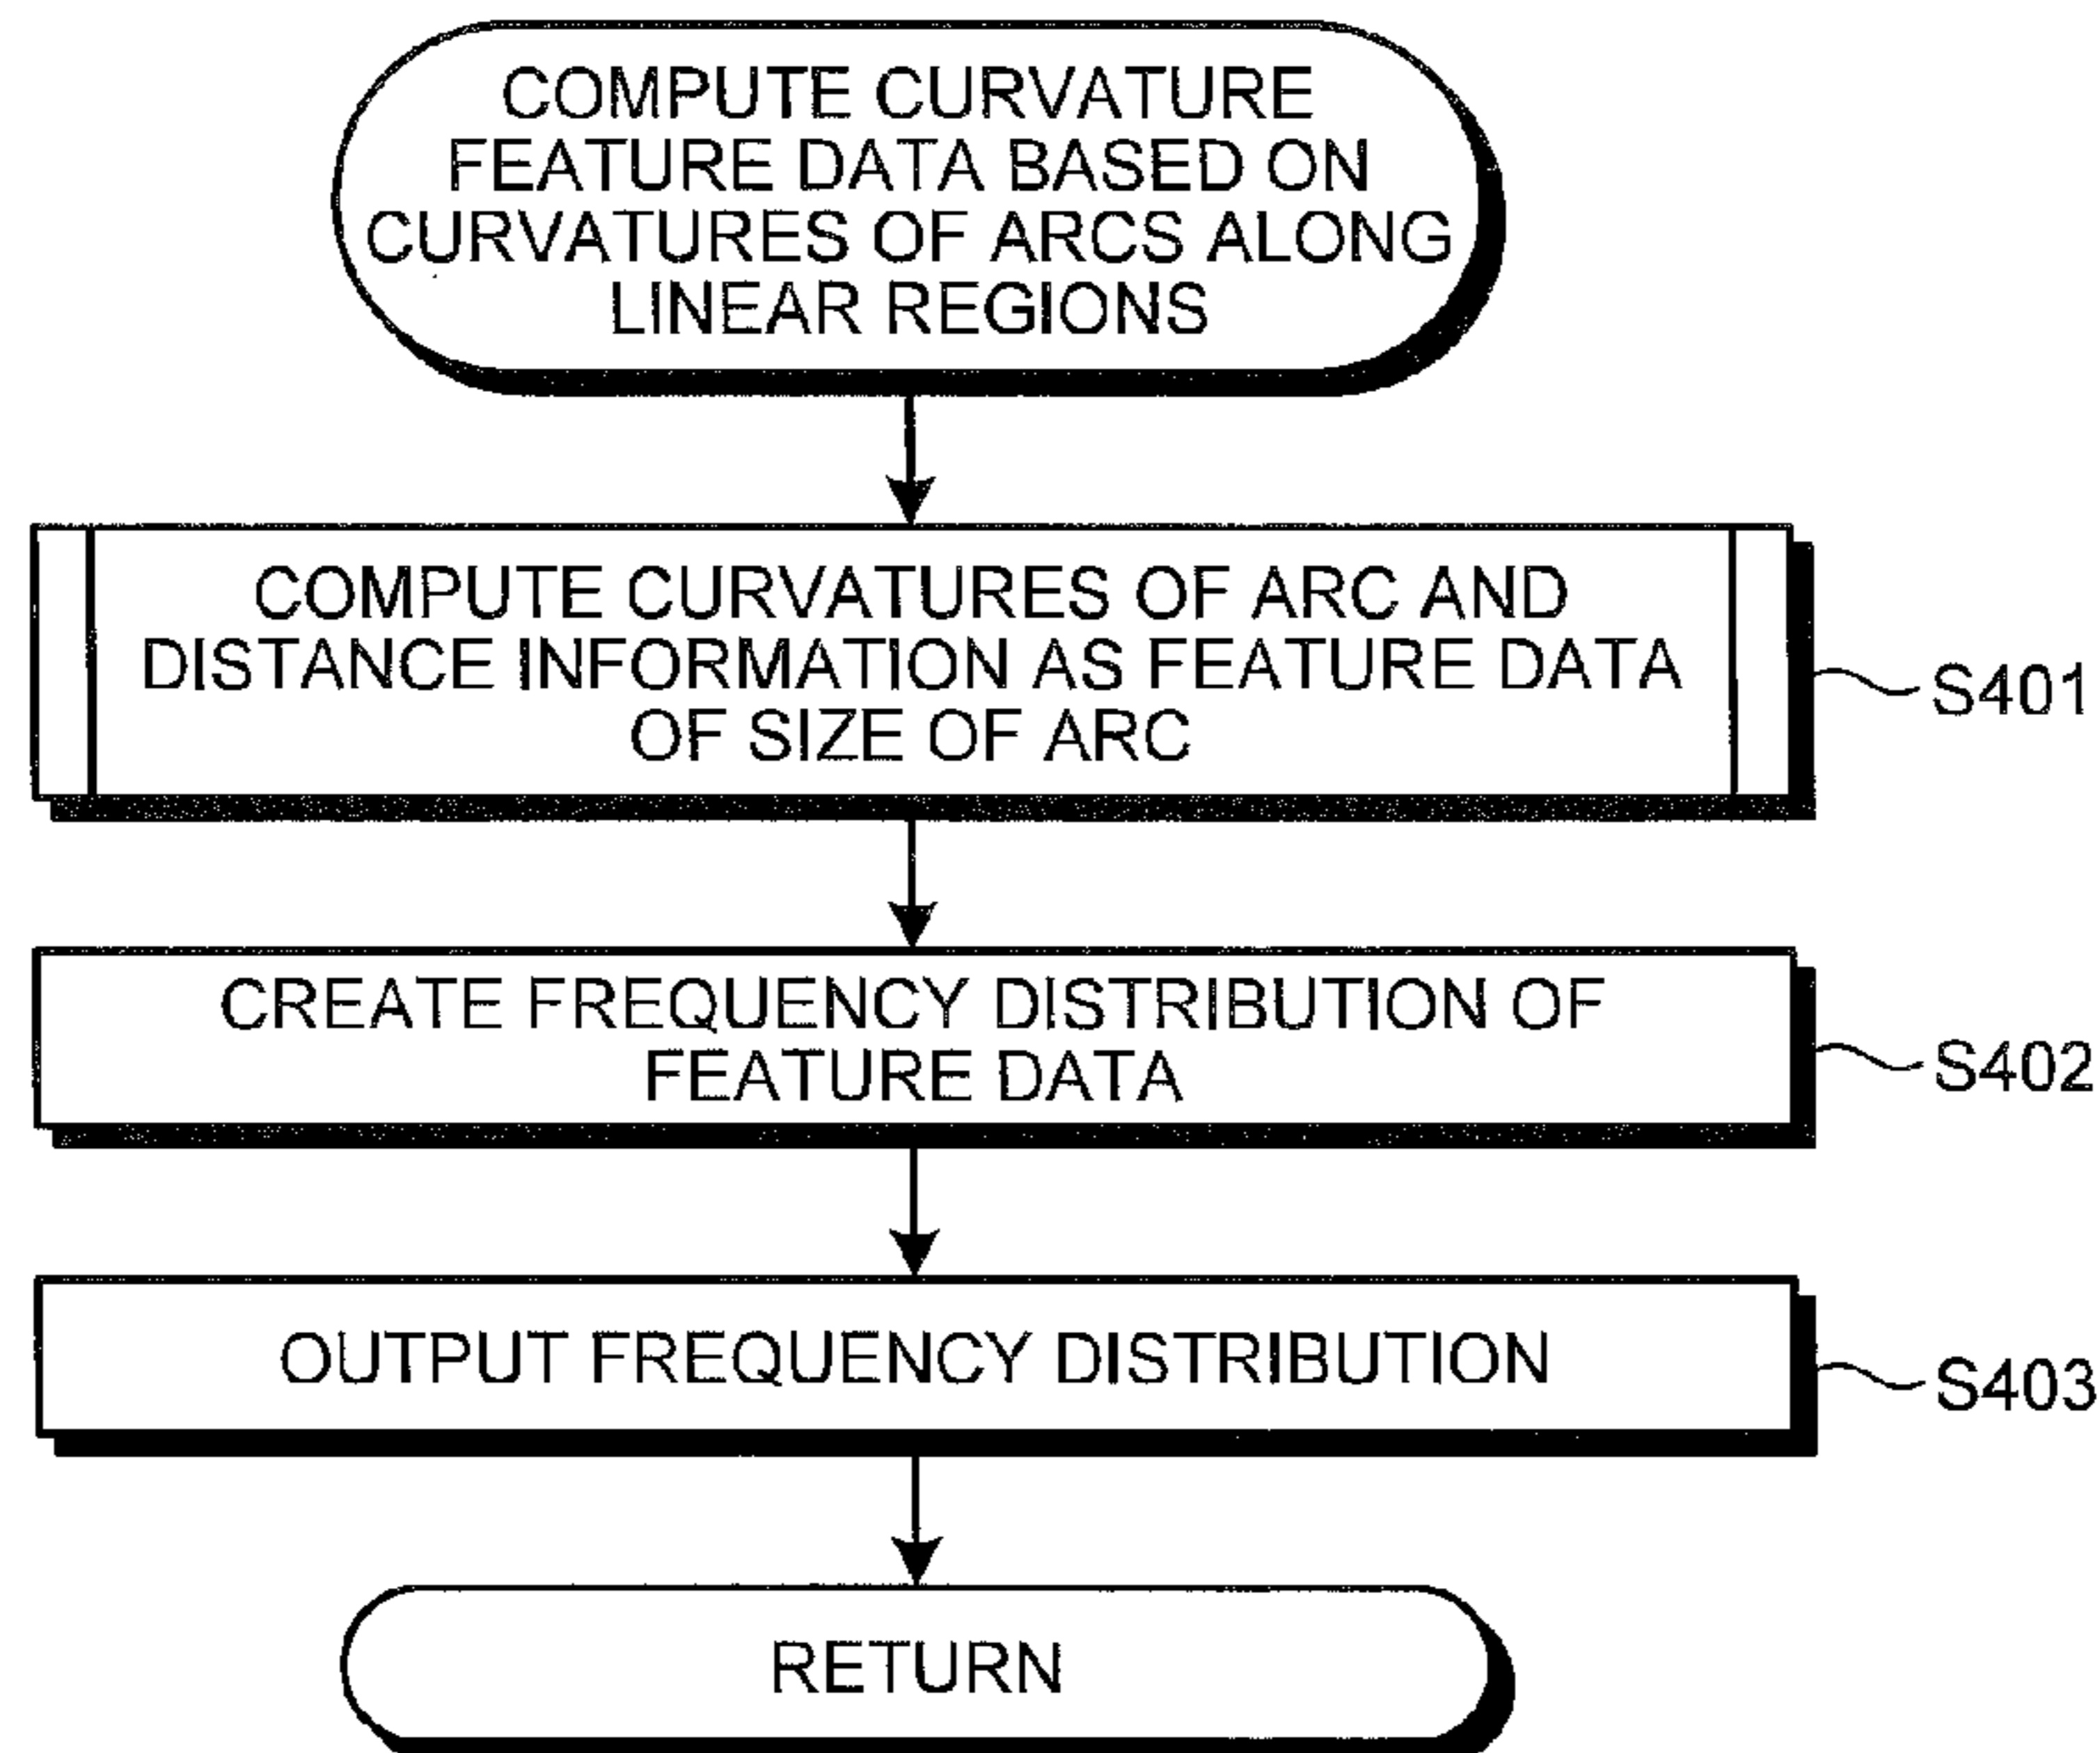 COMPUTE CURVATURE
FEATURE DATA BASED ON
CURVATURES OF ARCS ALONG
LINEAR REGIONS
COMPUTE CURVATURES OF ARC AND
DISTANCE INFORMATION AS FEATURE DATA
OF SIZE OF ARC
S401
CREATE FREQUENCY DISTRIBUTION OF
FEATURE DATA
S402
OUTPUT FREQUENCY DISTRIBUTION
S403
RETURN